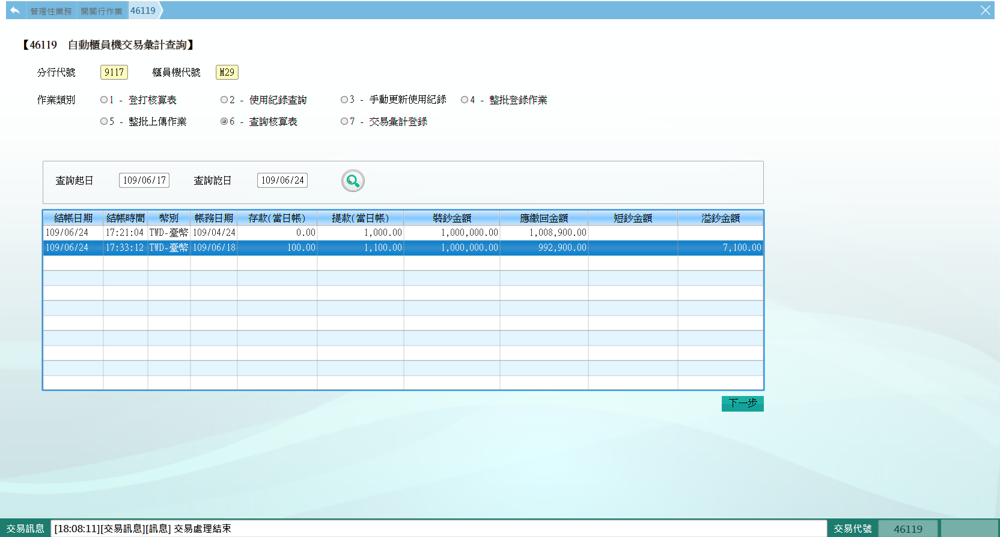 管理性業務 開關行作業 46119
【46119 自動櫃員機交易彙計查詢】
分行代號 9117 櫃員機代號 M29
作業類別 1 - 登打核算表 2 - 使用紀錄查詢 3 - 手動更新使用紀錄 4 - 整批登錄作業
5 - 整批上傳作業 6 - 查詢核算表 7 - 交易彙計登錄
查詢起日 109/06/17 查詢訖日 109/06/24
結帳日期 結帳時間 幣別 帳務日期 存款(當日帳) 提款(當日帳) 裝鈔金額 應繳回金額 短鈔金額 溢鈔金額
109/06/24 17:21:04 TWD-臺幣 109/04/24 0.00 1,000.00 1,000,000.00 1,008,900.00
109/06/24 17:33:12 TWD-臺幣 109/06/18 100.00 1,100.00 1,000,000.00 992,900.00 7,100.00
下一步
交易訊息 [18:08:11][交易訊息][訊息] 交易處理結束 交易代號 46119